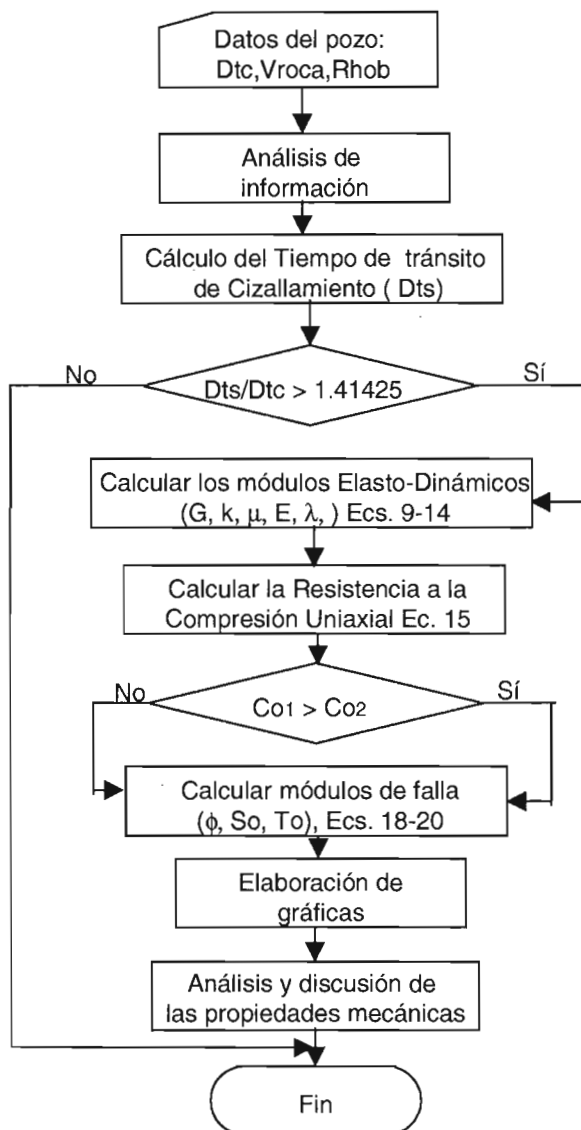 Datos del pozo:
Dtc,Vroca,Rhob
Análisis de
información
Cálculo del Tiempo de tránsito
de Cizallamiento ( Dts)
No
Dts/Dtc > 1.41425
Sí
Calcular los módulos Elasto-Dinámicos
(G, k, μ, E, λ, ) Ecs. 9-14
Calcular la Resistencia a la
Compresión Uniaxial Ec. 15
No
Co1 > Co2
Sí
Calcular módulos de falla
(ϕ, So, To), Ecs. 18-20
Elaboración de
gráficas
Análisis y discusión de
las propiedades mecánicas
Fin